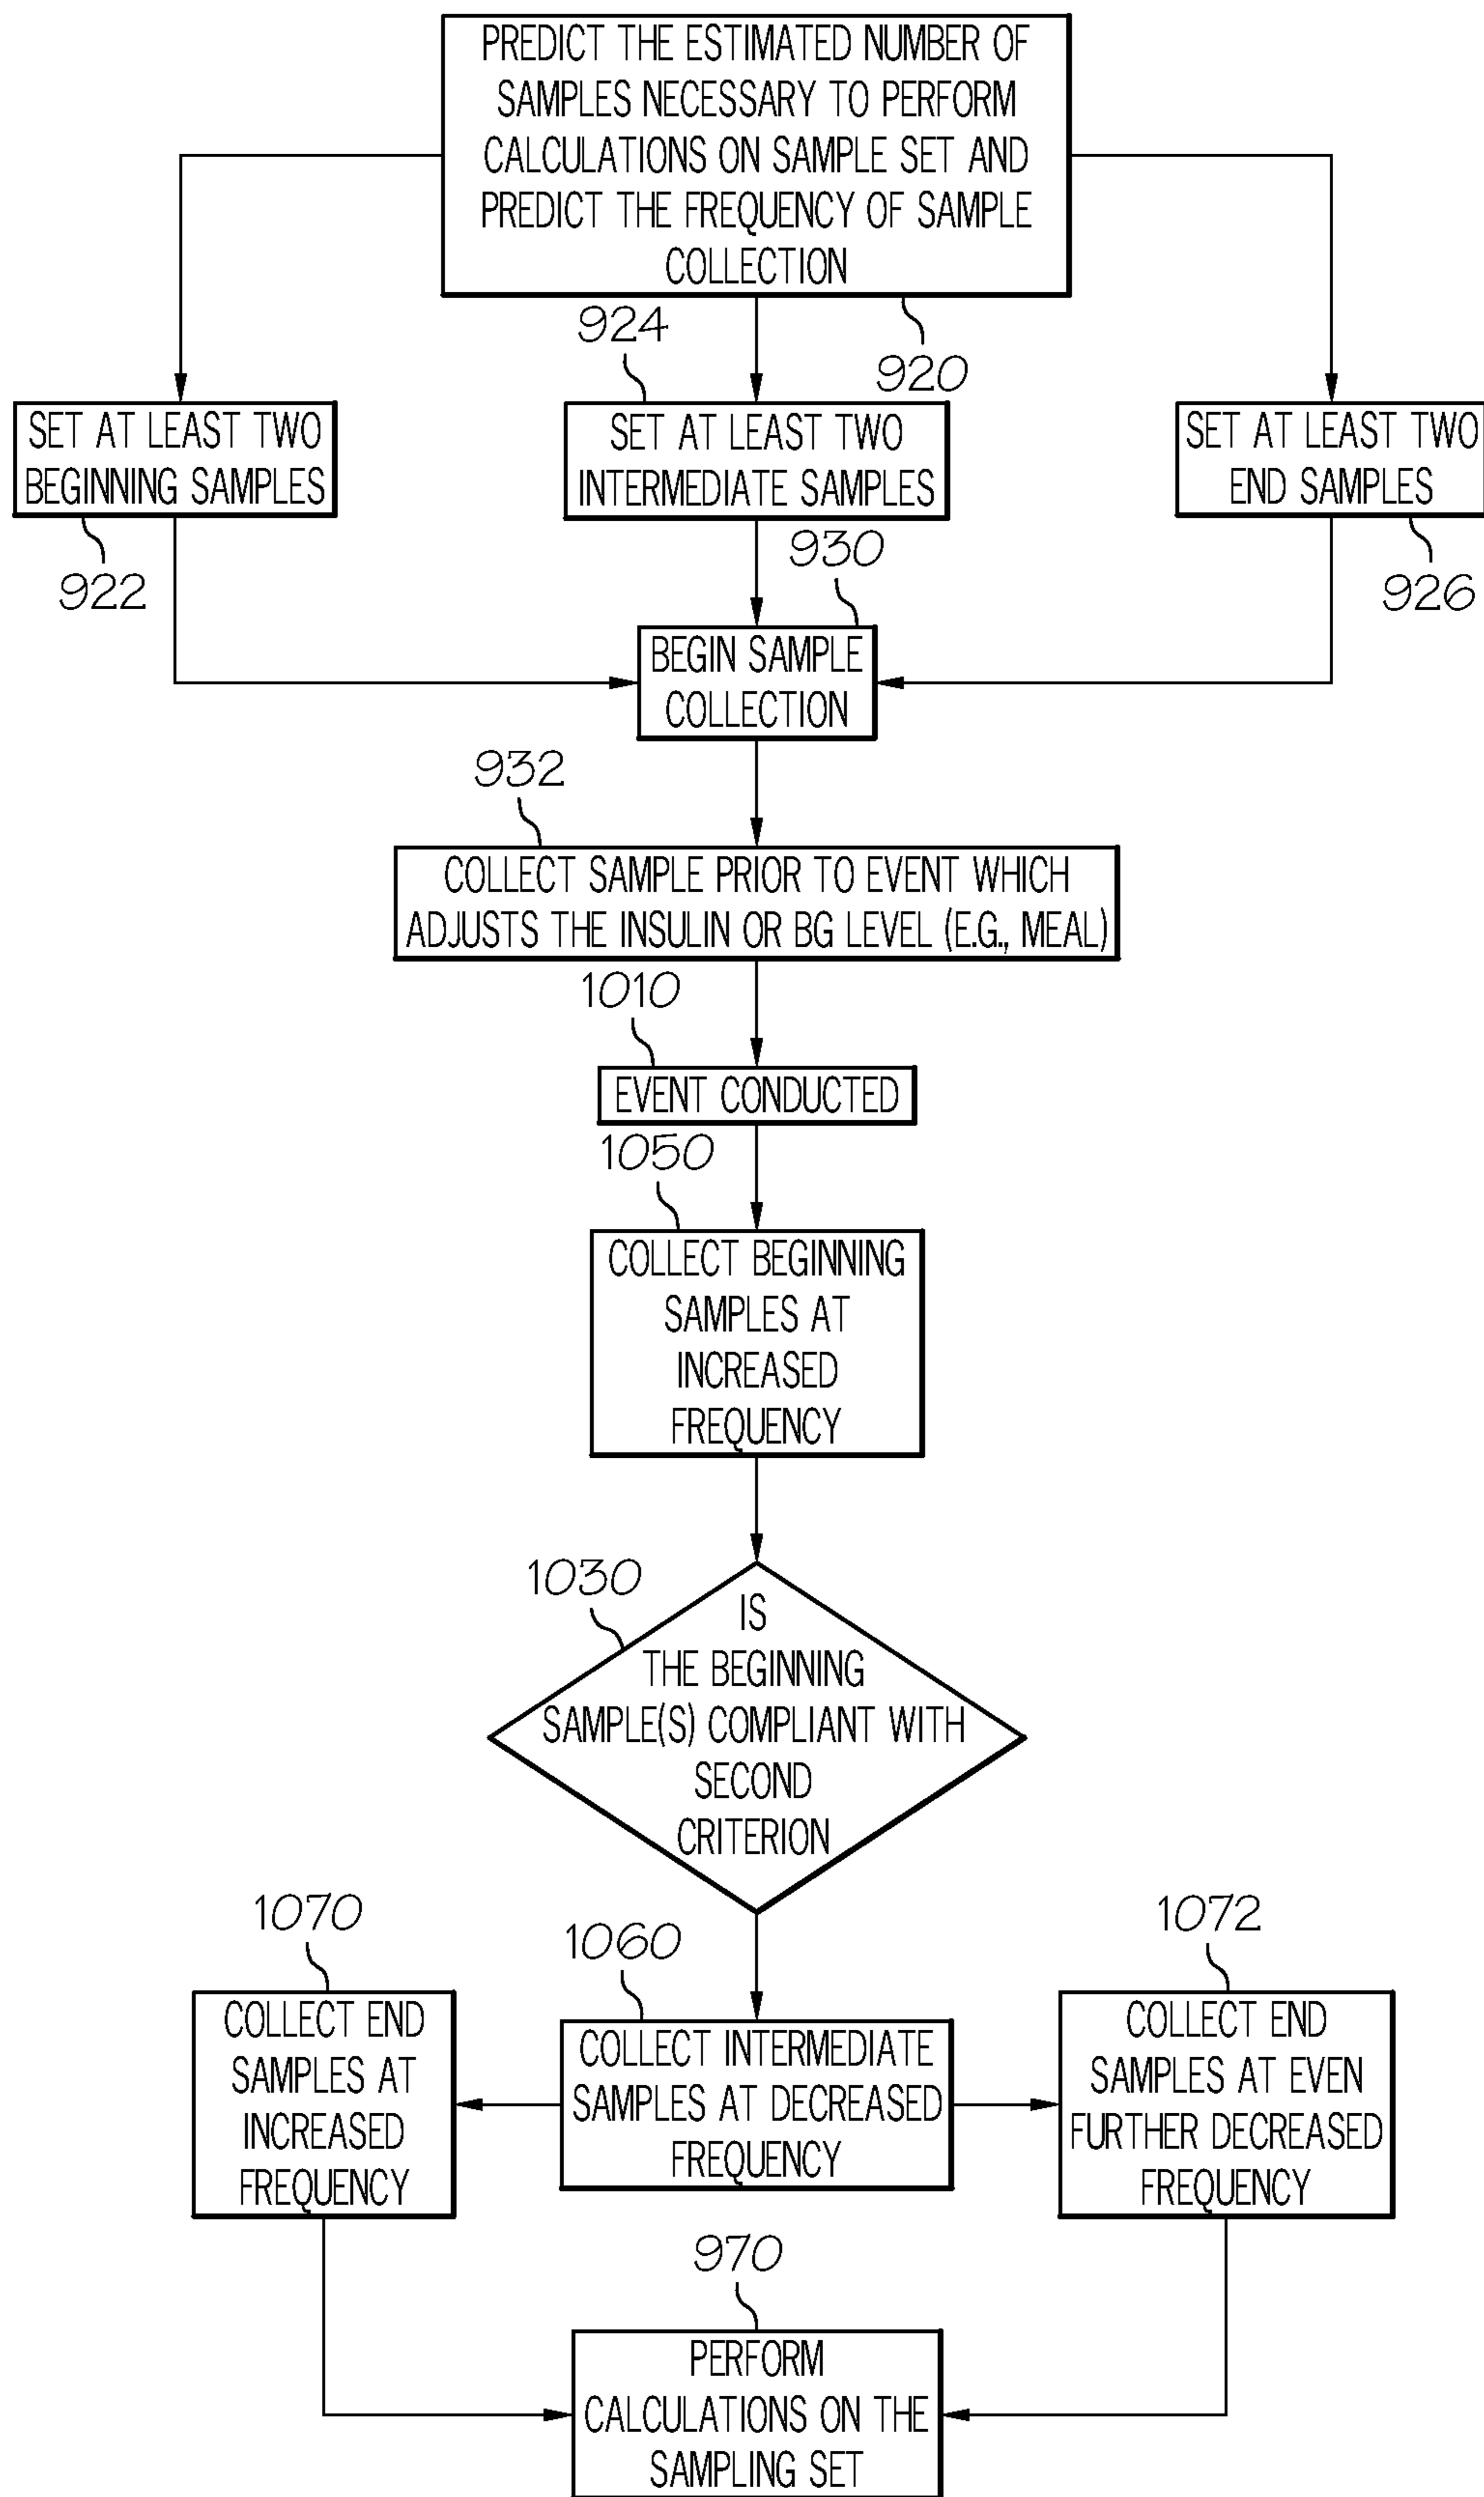 PREDICT THE ESTIMATED NUMBER OF
SAMPLES NECESSARY TO PERFORM
CALCULATIONS ON SAMPLE SET AND
PREDICT THE FREQUENCY OF SAMPLE
COLLECTION
924
920
SET AT LEAST TWO
BEGINNING SAMPLES
SET AT LEAST TWO
INTERMEDIATE SAMPLES
SET AT LEAST TWO
END SAMPLES
922
930
926
BEGIN SAMPLE
COLLECTION
932
COLLECT SAMPLE PRIOR TO EVENT WHICH
ADJUSTS THE INSULIN OR BG LEVEL (E.G., MEAL)
1010
EVENT CONDUCTED
1050
COLLECT BEGINNING
SAMPLES AT
INCREASED
FREQUENCY
1030
IS
THE BEGINNING
SAMPLE(S) COMPLIANT WITH
SECOND
CRITERION
1070
1060
1072
COLLECT END
SAMPLES AT
INCREASED
FREQUENCY
COLLECT INTERMEDIATE
SAMPLES AT DECREASED
FREQUENCY
COLLECT END
SAMPLES AT EVEN
FURTHER DECREASED
FREQUENCY
970
PERFORM
CALCULATIONS ON THE
SAMPLING SET